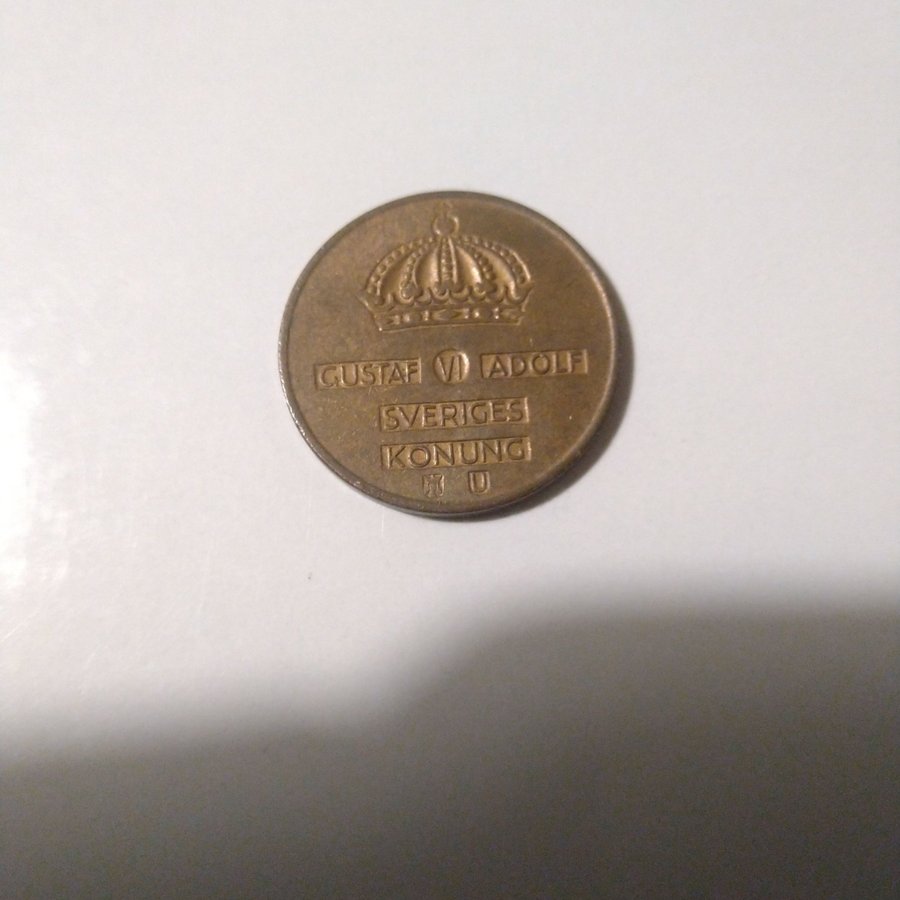 GUSTAF VI ADOLF
SVERIGES
KONUNG
U